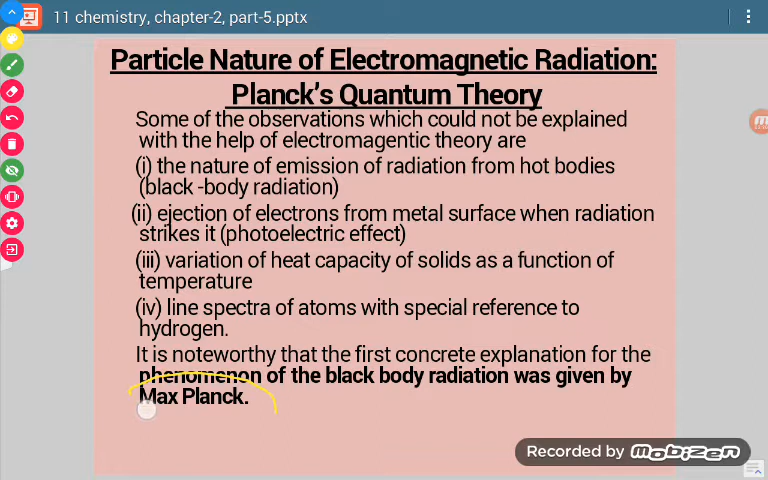 11 chemistry, chapter-2, part-5.pptx
Particle Nature of Electromagnetic Radiation:
Planck's Quantum Theory
Some of the observations which could not be explained
with the help of electromagentic theory are
(i) the nature of emission of radiation from hot bodies
(black -body radiation)
(ii) ejection of electrons from metal surface when radiation
strikes it (photoelectric effect)
(iii) variation of heat capacity of solids as a function of
temperature
(iv) line spectra of atoms with special reference to
hydrogen.
It is noteworthy that the first concrete explanation for the
phenomenon of the black body radiation was given by
Max Planck.
Recorded by mobizen